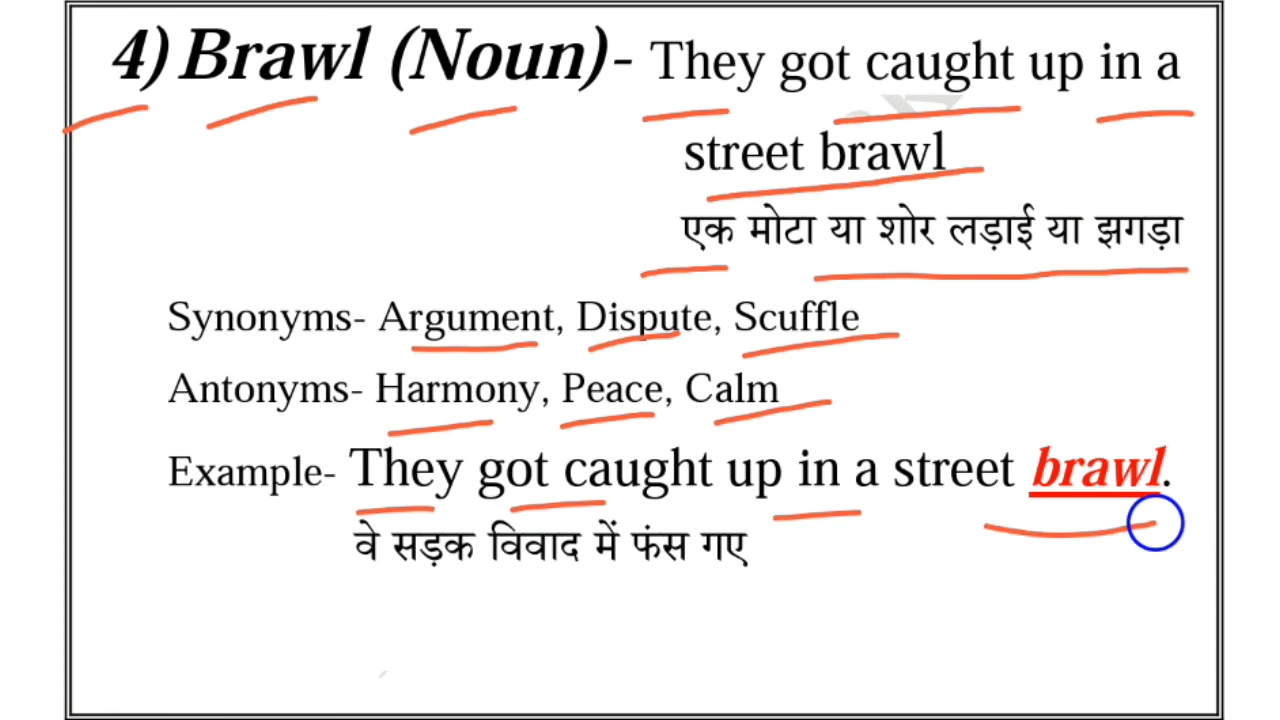 4) Brawl (Noun)- They got caught up in a
street brawl
एक मोटा या शोर लड़ाई या झगड़ा
Synonyms- Argument, Dispute, Scuffle
Antonyms- Harmony, Peace, Calm
Example- They got caught up in a street brawl.
वे सड़क विवाद में फंस गए